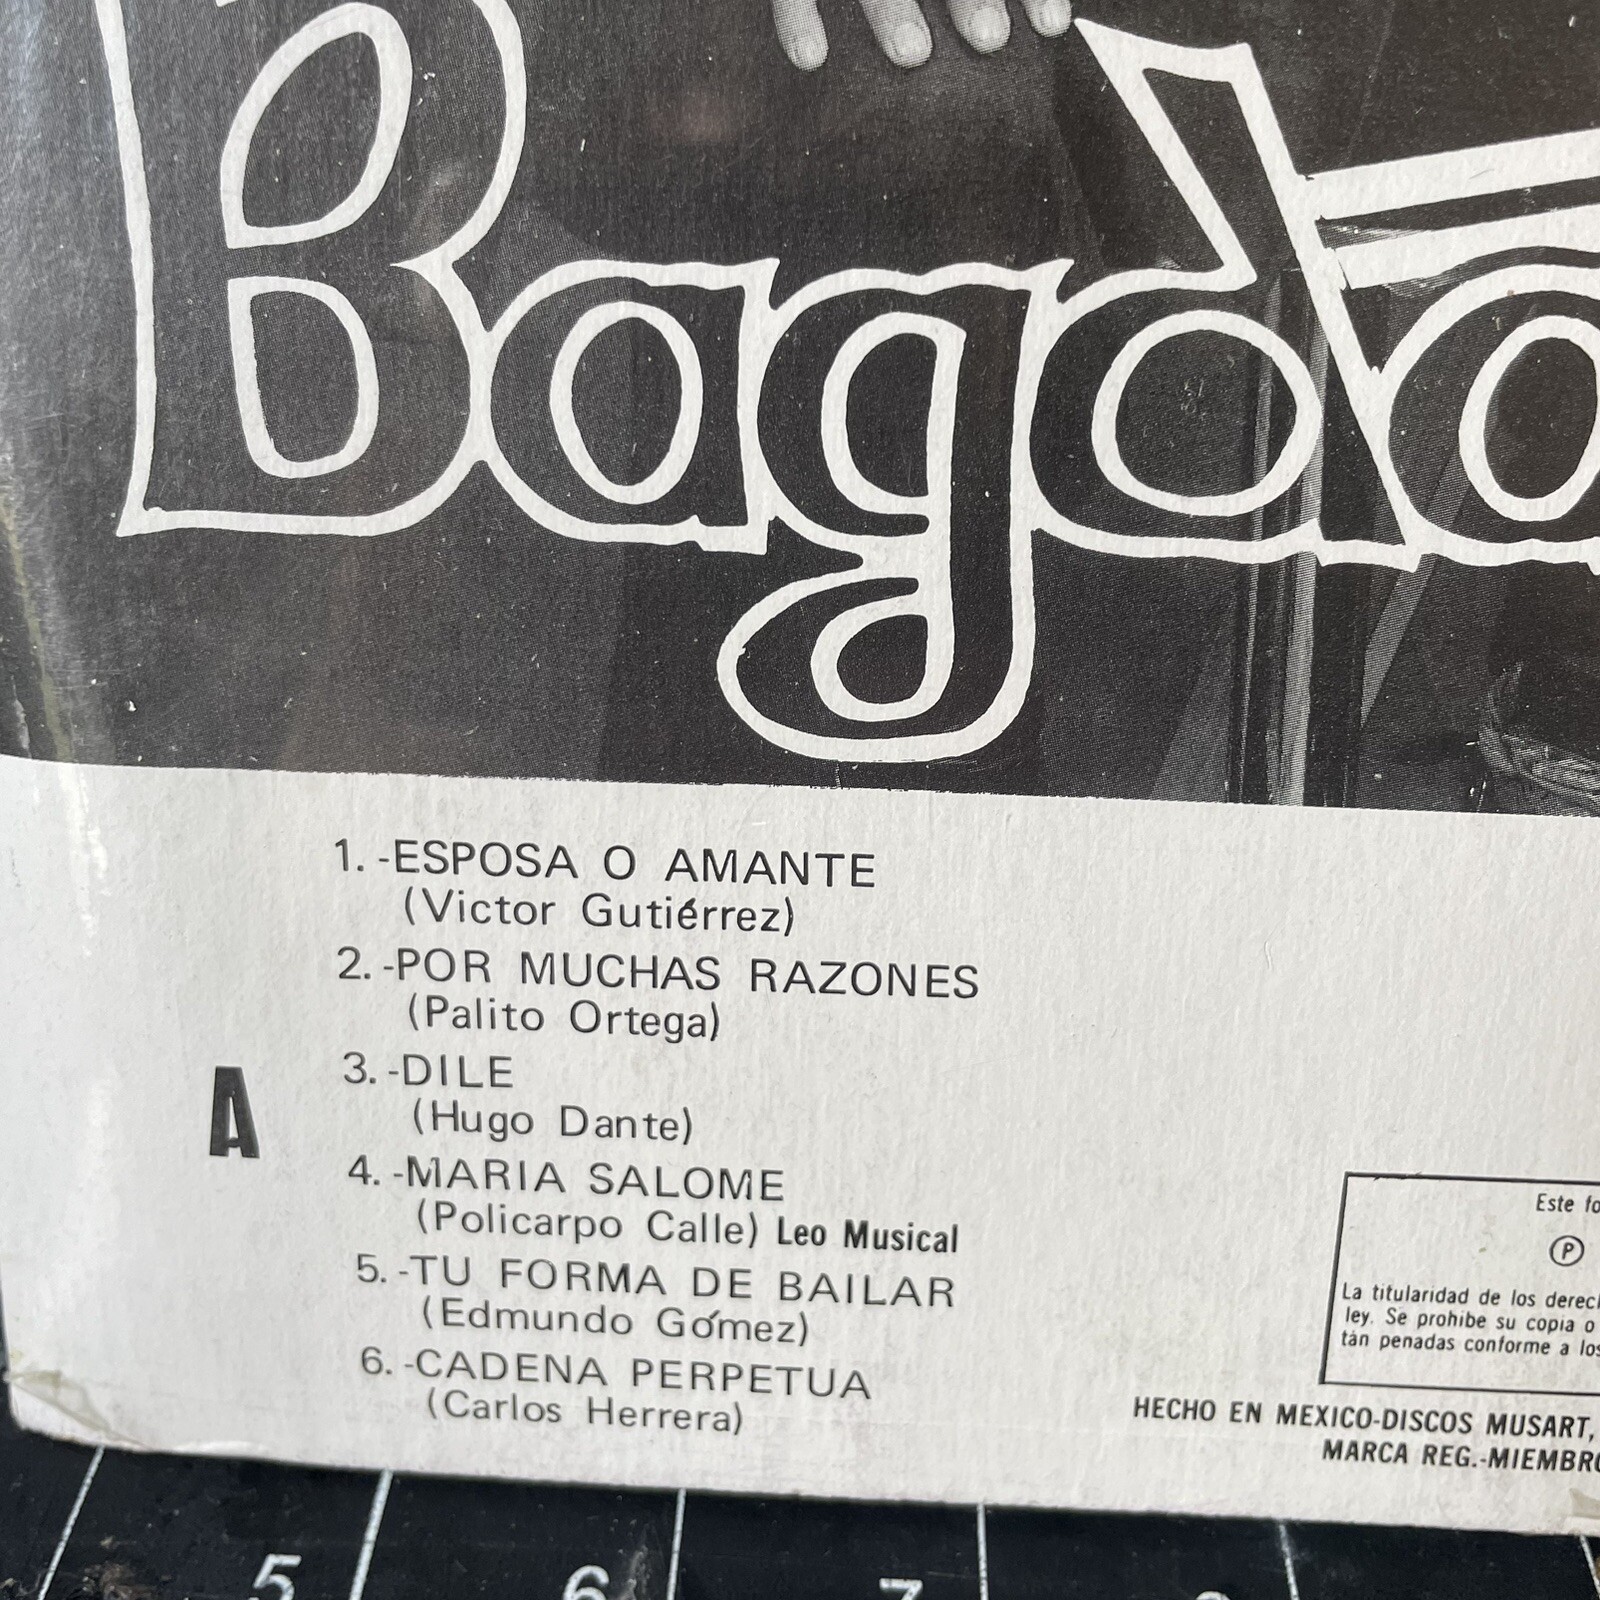 Bagda
1.-ESPOSA O AMANTE
(Victor Gutiérrez)
2.-POR MUCHAS RAZONES
(Palito Ortega)
A
3.-DILE
(Hugo Dante)
4.-MARIA SALOME
(Policarpo Calle) Leo Musical
5.-TU FORMA DE BAILAR
(Edmundo Gómez)
6.-CADENA PERPETUA
(Carlos Herrera)
Este fo
Ⓟ
La titularidad de los derech
ley. Se prohibe su copia o
tán penadas conforme a los
HECHO EN MEXICO-DISCOS MUSART,
MARCA REG.-MIEMBRO
5 6 7